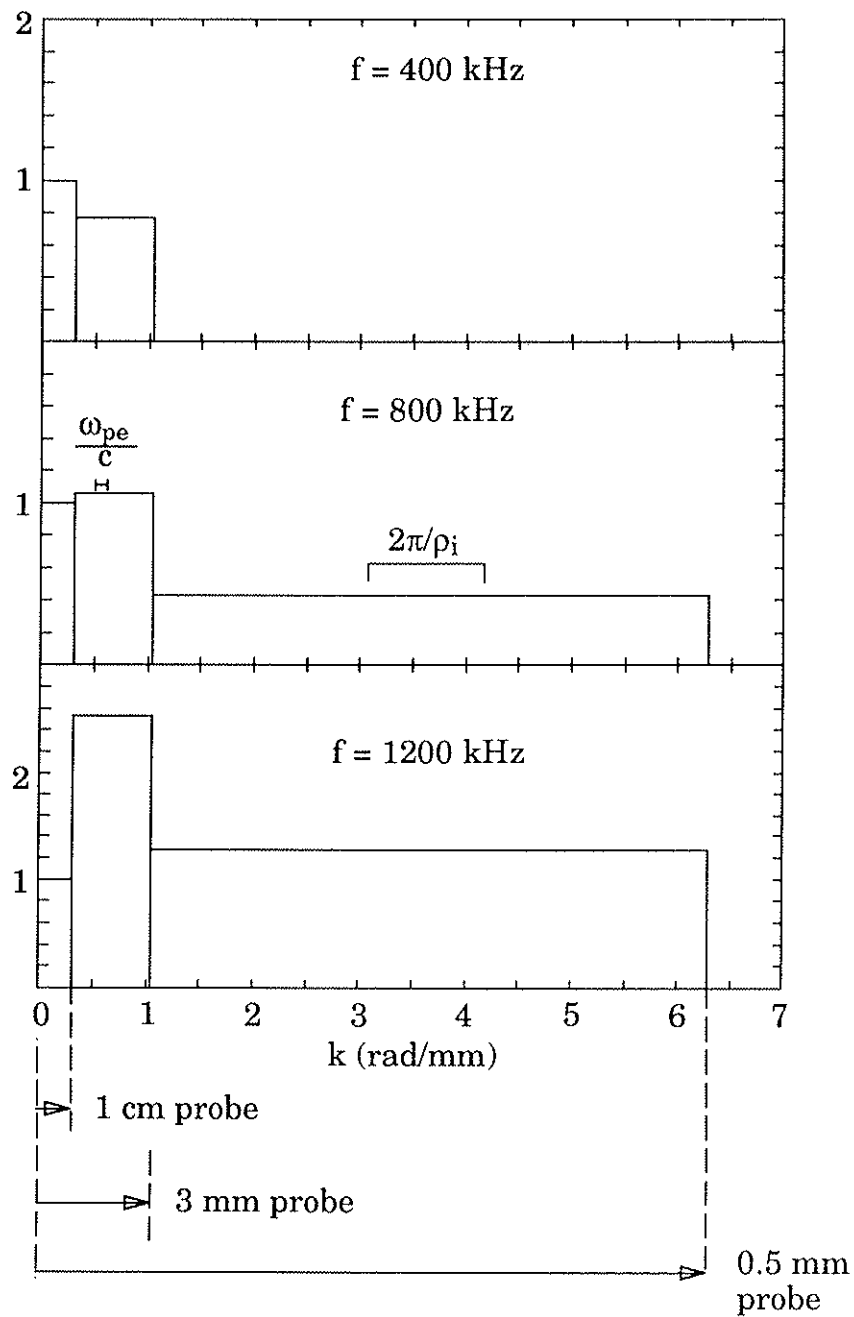 2
f = 400 kHz
1
f = 800 kHz
ω_pe
c
1
2π/ρ_i
f = 1200 kHz
2
1
0 1 2 3 4 5 6 7
k (rad/mm)
1 cm probe
3 mm probe
0.5 mm
probe